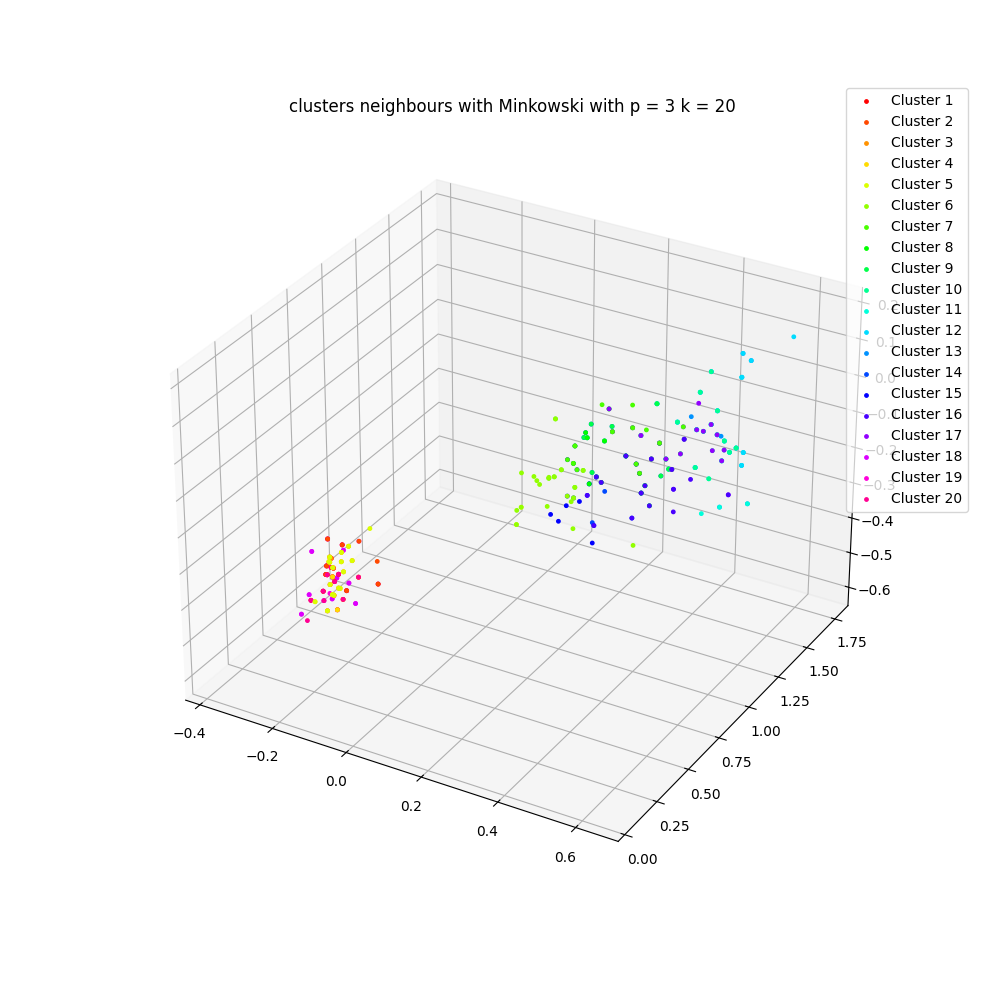 clusters neighbours with Minkowski with p = 3 k = 20
Cluster 1
Cluster 2
Cluster 3
Cluster 4
Cluster 5
Cluster 6
Cluster 7
Cluster 8
Cluster 9
Cluster 10
Cluster 11
Cluster 12
Cluster 13
Cluster 14
Cluster 15
Cluster 16
Cluster 17
Cluster 18
Cluster 19
Cluster 20
0.1
0.0
−0.4
−0.5
−0.6
1.75
1.50
1.25
1.00
0.75
0.50
0.25
0.00
−0.4
−0.2
0.0
0.2
0.4
0.6